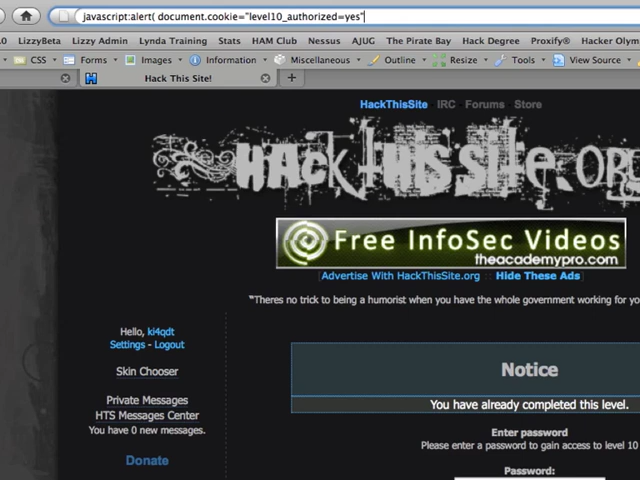 javascript:alert( document.cookie="level10_authorized=yes"
LizzyBeta Lizzy Admin Lynda Training Stats HAM Club Nessus AJUG The Pirate Bay Hack Degree Proxify® Hacker Olym
CSS Forms Images Information Miscellaneous Outline Resize Tools View Source
Hack This Site!
HackThisSite IRC Forums Store
HACKTHISSITE.ORG
Free InfoSec Videos
theacademypro.com
[Advertise With HackThisSite.org :: Hide These Ads]
"Theres no trick to being a humorist when you have the whole government working for yo
Hello, ki4qdt
Settings - Logout
Skin Chooser
Private Messages
HTS Messages Center
You have 0 new messages.
Donate
Notice
You have already completed this level.
Enter password
Please enter a password to gain access to level 10
Password: